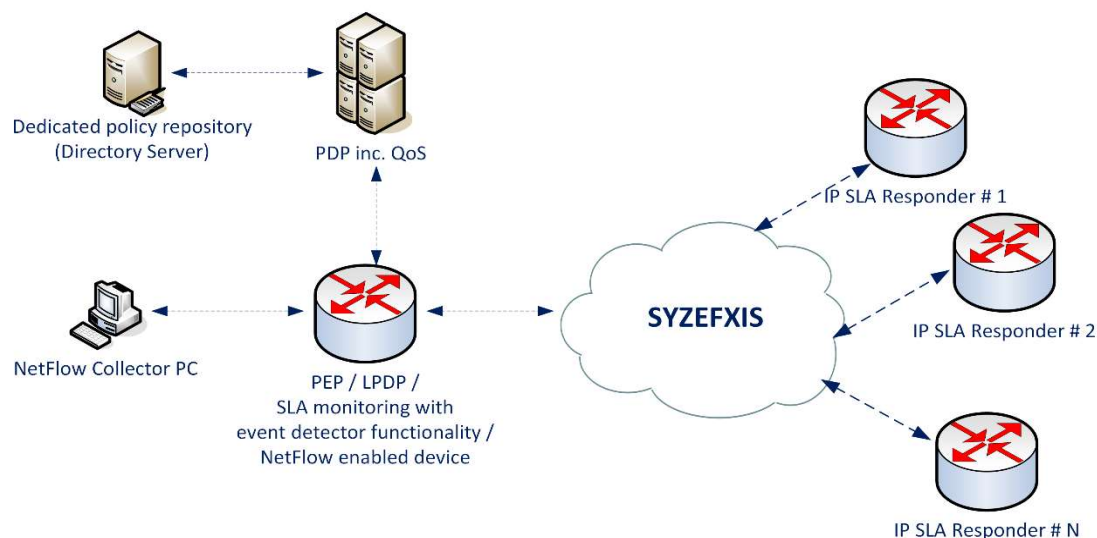 Dedicated policy repository
(Directory Server)
PDP inc. QoS
IP SLA Responder # 1
SYZEFXIS
IP SLA Responder # 2
NetFlow Collector PC
PEP / LPDP /
SLA monitoring with
event detector functionality /
NetFlow enabled device
IP SLA Responder # N